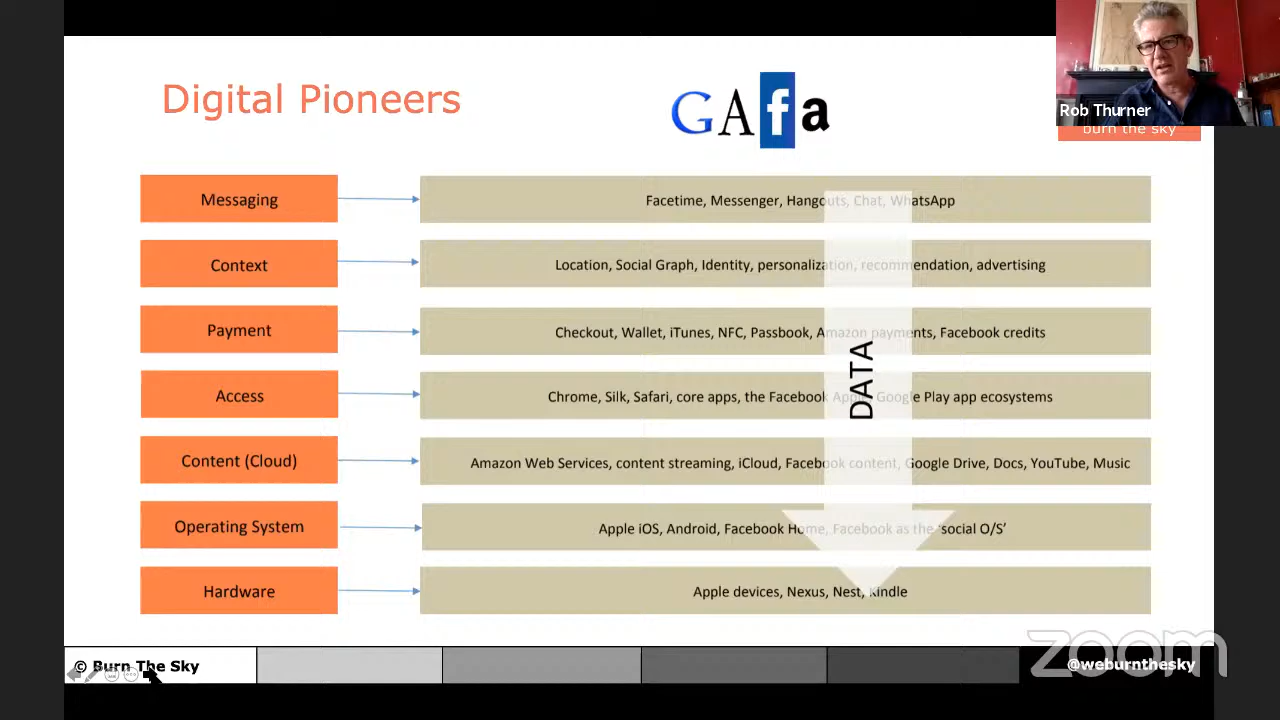 Digital Pioneers
GAfa
Rob Thurner
burn the sky
Messaging
Facetime, Messenger, Hangouts, Chat, WhatsApp
Context
Location, Social Graph, Identity, personalization, recommendation, advertising
Payment
Checkout, Wallet, iTunes, NFC, Passbook, Amazon payments, Facebook credits
Access
Chrome, Silk, Safari, core apps, the Facebook App, Google Play app ecosystems
Content (Cloud)
Amazon Web Services, content streaming, iCloud, Facebook content, Google Drive, Docs, YouTube, Music
Operating System
Apple iOS, Android, Facebook Home, Facebook as the ‘social O/S’
Hardware
Apple devices, Nexus, Nest, Kindle
DATA
© Burn The Sky
@weburnthesky
zoom